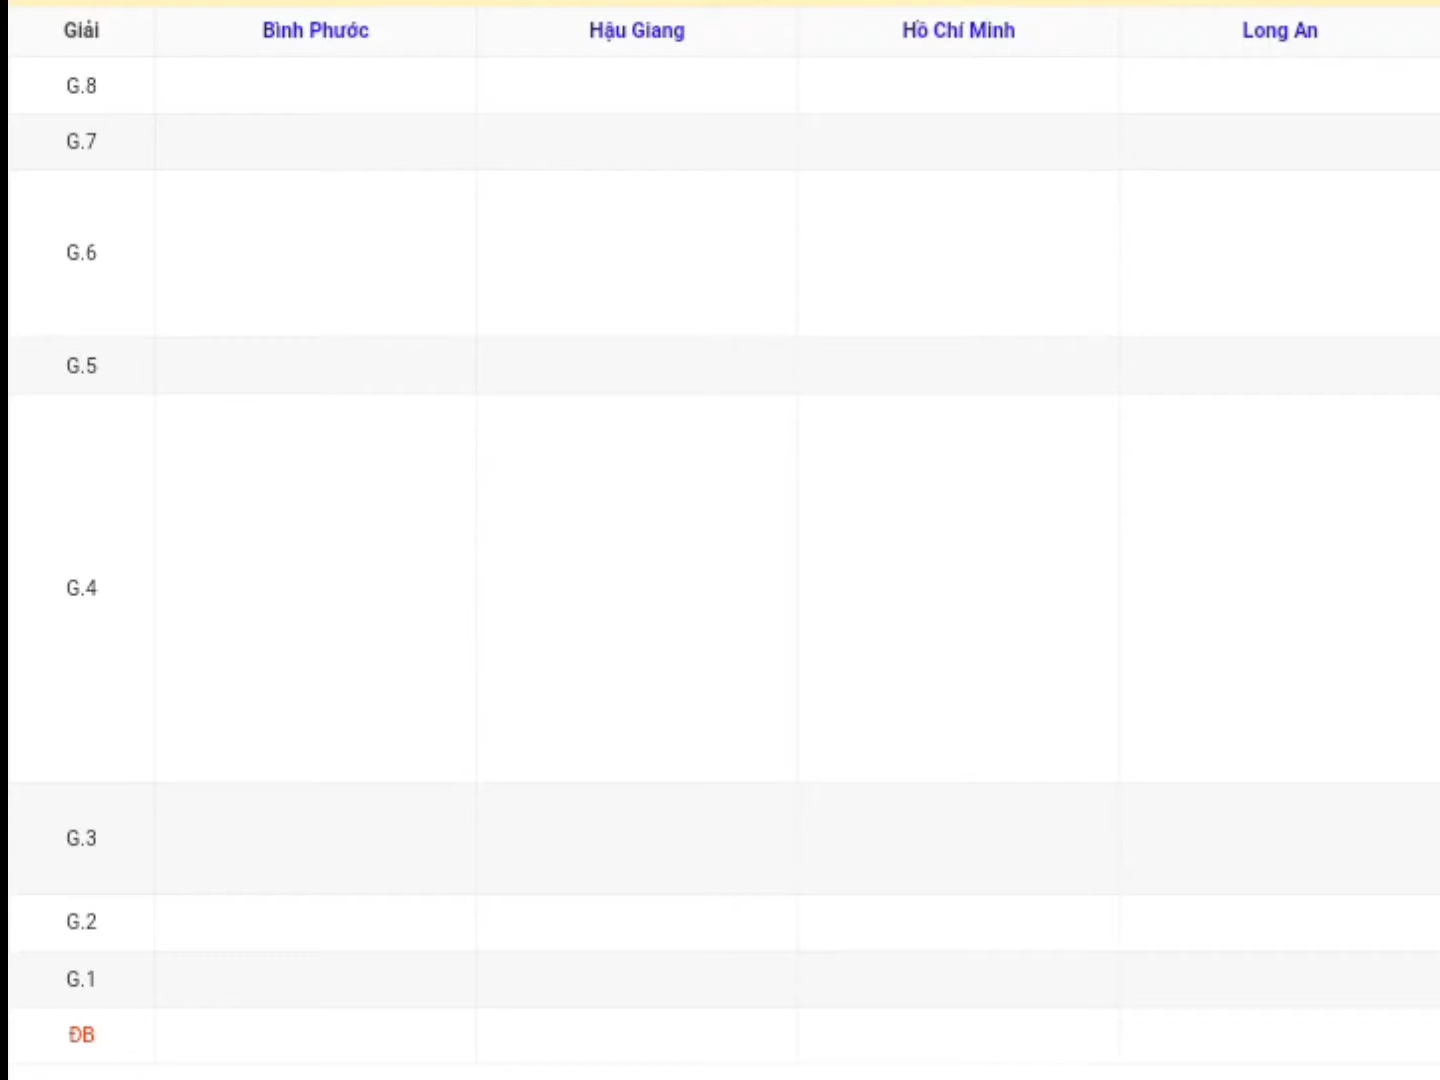 Giải Bình Phước Hậu Giang Hồ Chí Minh Long An
G.8
G.7
G.6
G.5
G.4
G.3
G.2
G.1
ĐB